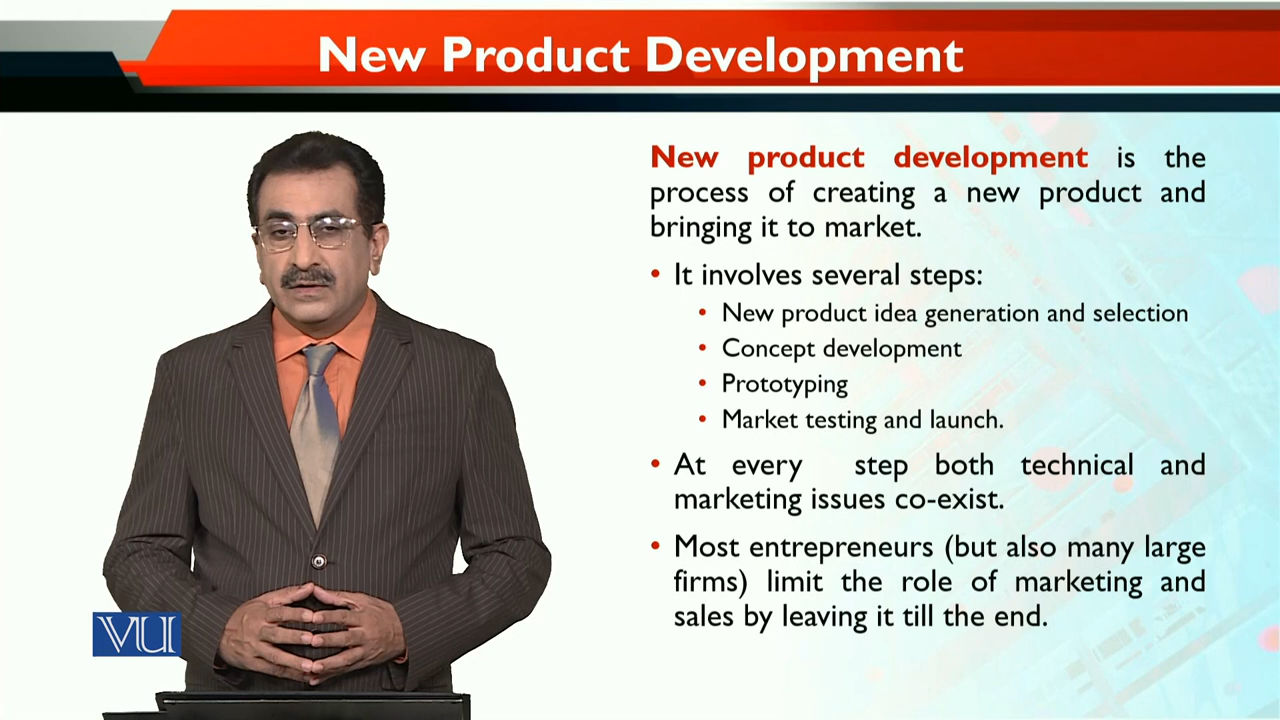 New Product Development
New product development is the
process of creating a new product and
bringing it to market.
• It involves several steps:
• New product idea generation and selection
• Concept development
• Prototyping
• Market testing and launch.
• At every step both technical and
marketing issues co-exist.
• Most entrepreneurs (but also many large
firms) limit the role of marketing and
sales by leaving it till the end.
VU